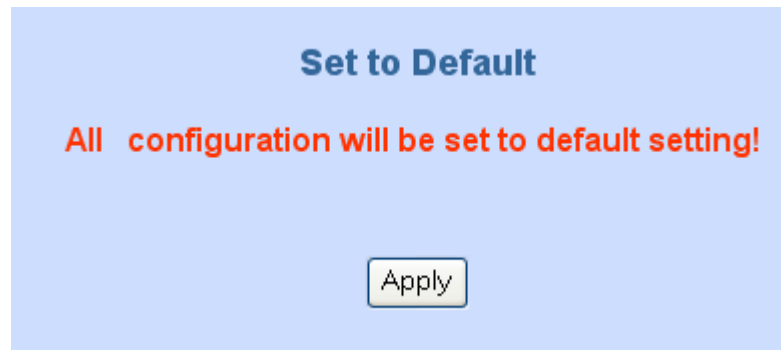 Set to Default
All configuration will be set to default setting!
Apply